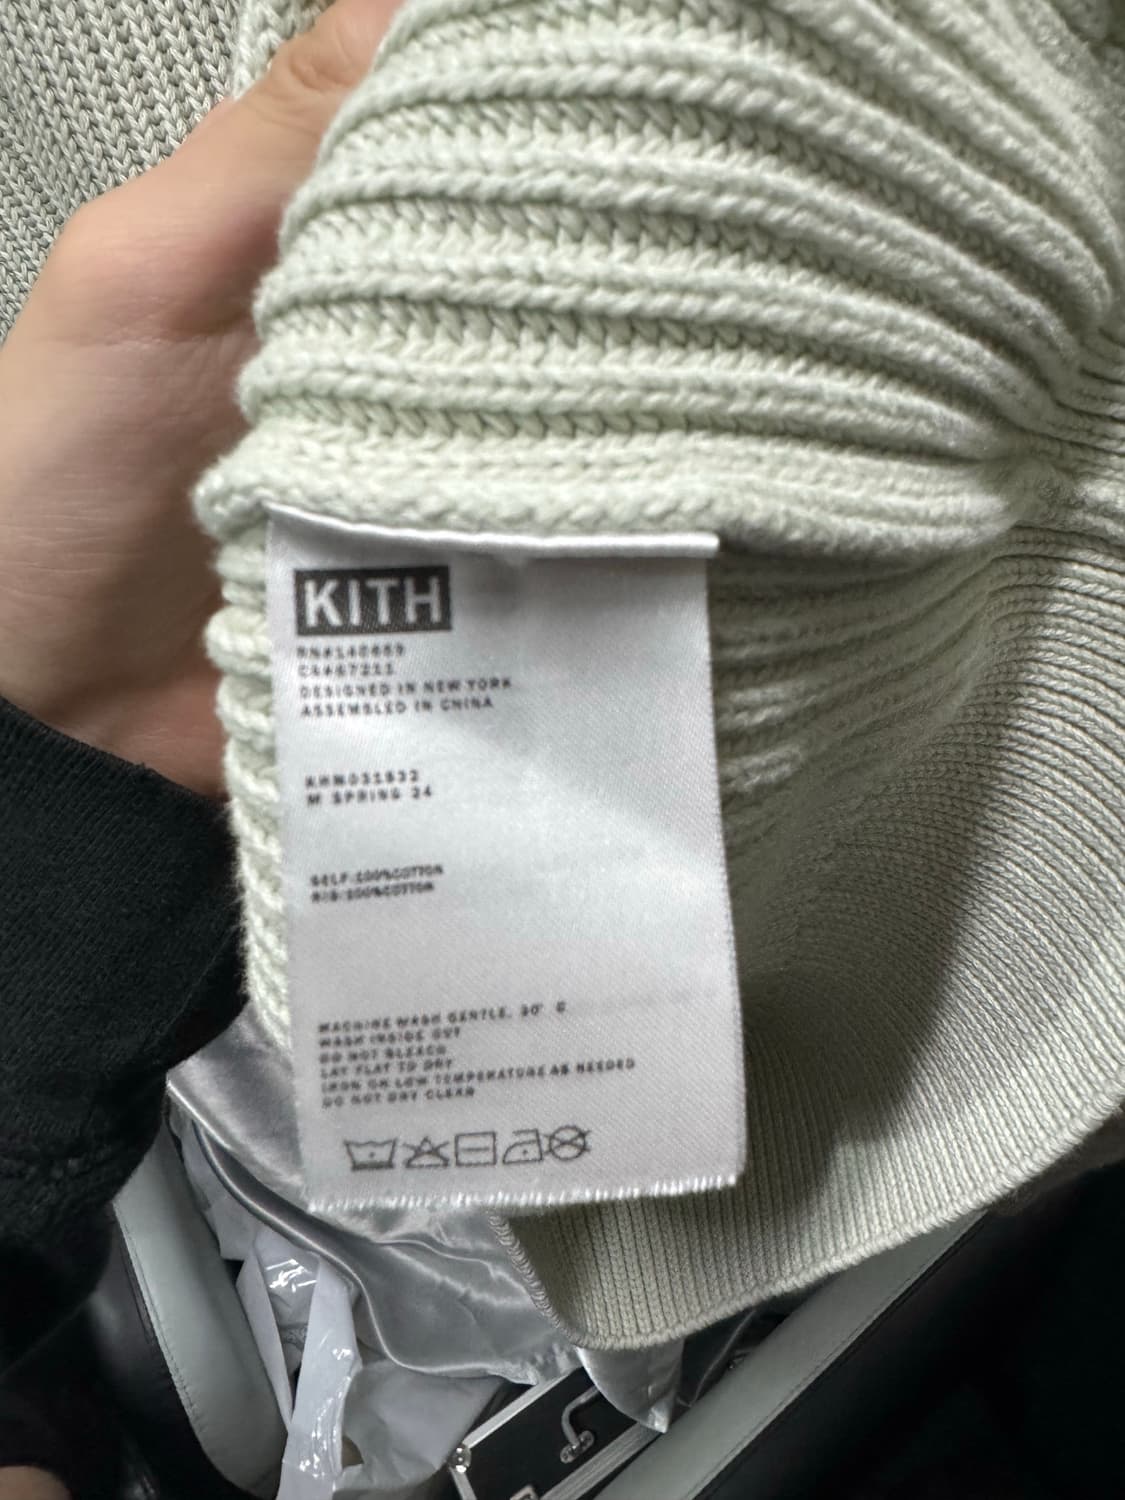 KITH
RN#140659
CA#67211
DESIGNED IN NEW YORK
ASSEMBLED IN CHINA
M SPRING 24
SELF:100%COTTON
RIB:100%COTTON
MACHINE WASH GENTLE, 30° C
WASH INSIDE OUT
DO NOT BLEACH
LAY FLAT TO DRY
IRON ON LOW TEMPERATURE AS NEEDED
DO NOT DRY CLEAN